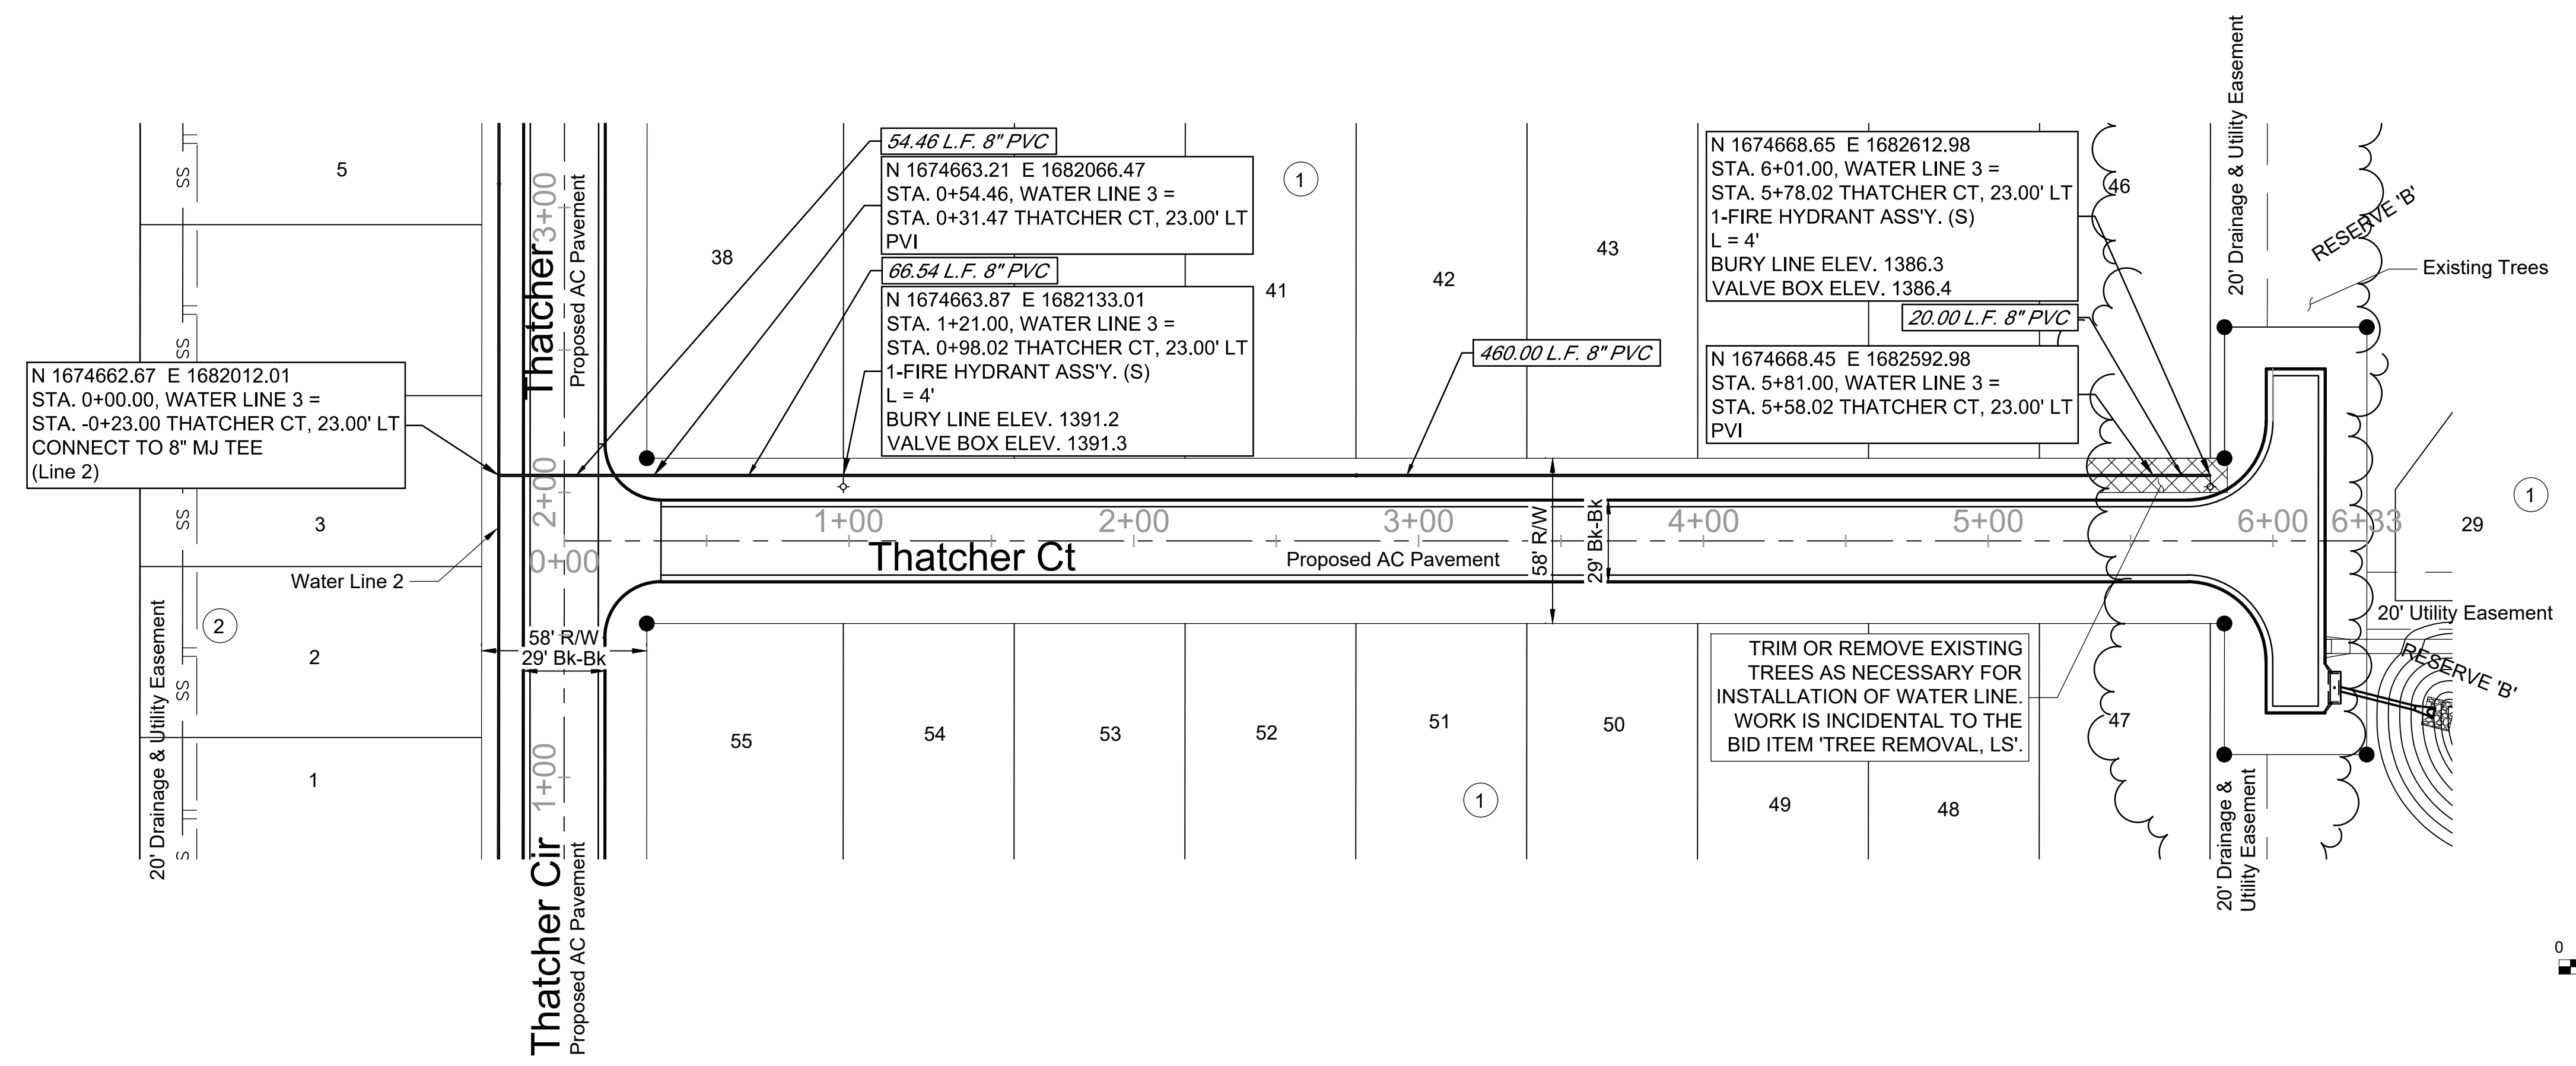 20' Drainage & Utility Easement
54.46 L.F. 8" PVC
N 1674663.21  E 1682066.47
STA. 0+54.46, WATER LINE 3 =
STA. 0+31.47 THATCHER CT, 23.00' LT
PVI
66.54 L.F. 8" PVC
N 1674663.87  E 1682133.01
STA. 1+21.00, WATER LINE 3 =
STA. 0+98.02 THATCHER CT, 23.00' LT
1-FIRE HYDRANT ASS'Y. (S)
L = 4'
BURY LINE ELEV. 1391.2
VALVE BOX ELEV. 1391.3
N 1674668.65  E 1682612.98
STA. 6+01.00, WATER LINE 3 =
STA. 5+78.02 THATCHER CT, 23.00' LT
1-FIRE HYDRANT ASS'Y. (S)
L = 4'
BURY LINE ELEV. 1386.3
VALVE BOX ELEV. 1386.4
20.00 L.F. 8" PVC
N 1674668.45  E 1682592.98
STA. 5+81.00, WATER LINE 3 =
STA. 5+58.02 THATCHER CT, 23.00' LT
PVI
460.00 L.F. 8" PVC
N 1674662.67  E 1682012.01
STA. 0+00.00, WATER LINE 3 =
STA. -0+23.00 THATCHER CT, 23.00' LT
CONNECT TO 8" MJ TEE
(Line 2)
5
SS
SS
SS
SS
S
3
2
1
2
Water Line 2
20' Drainage & Utility Easement
Thatcher
Proposed AC Pavement
3+00
2+00
1+00
Thatcher Cir
Proposed AC Pavement
58' R/W
29' Bk-Bk
38
41
42
43
46
1
RESERVE 'B'
Existing Trees
0+00
1+00
2+00
3+00
4+00
5+00
6+00
6+33
Thatcher Ct
Proposed AC Pavement
58' R/W
29' Bk-Bk
29
1
20' Utility Easement
RESERVE 'B'
TRIM OR REMOVE EXISTING
TREES AS NECESSARY FOR
INSTALLATION OF WATER LINE.
WORK IS INCIDENTAL TO THE
BID ITEM 'TREE REMOVAL, LS'.
55
54
53
52
51
50
49
48
47
1
20' Drainage &
Utility Easement
0